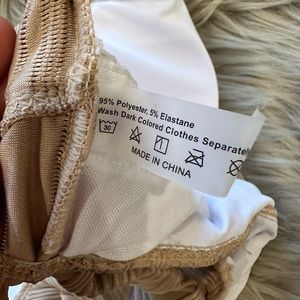 95% Polyester, 5% Elastane
Wash Dark Colored Clothes Separately
30
MADE IN CHINA